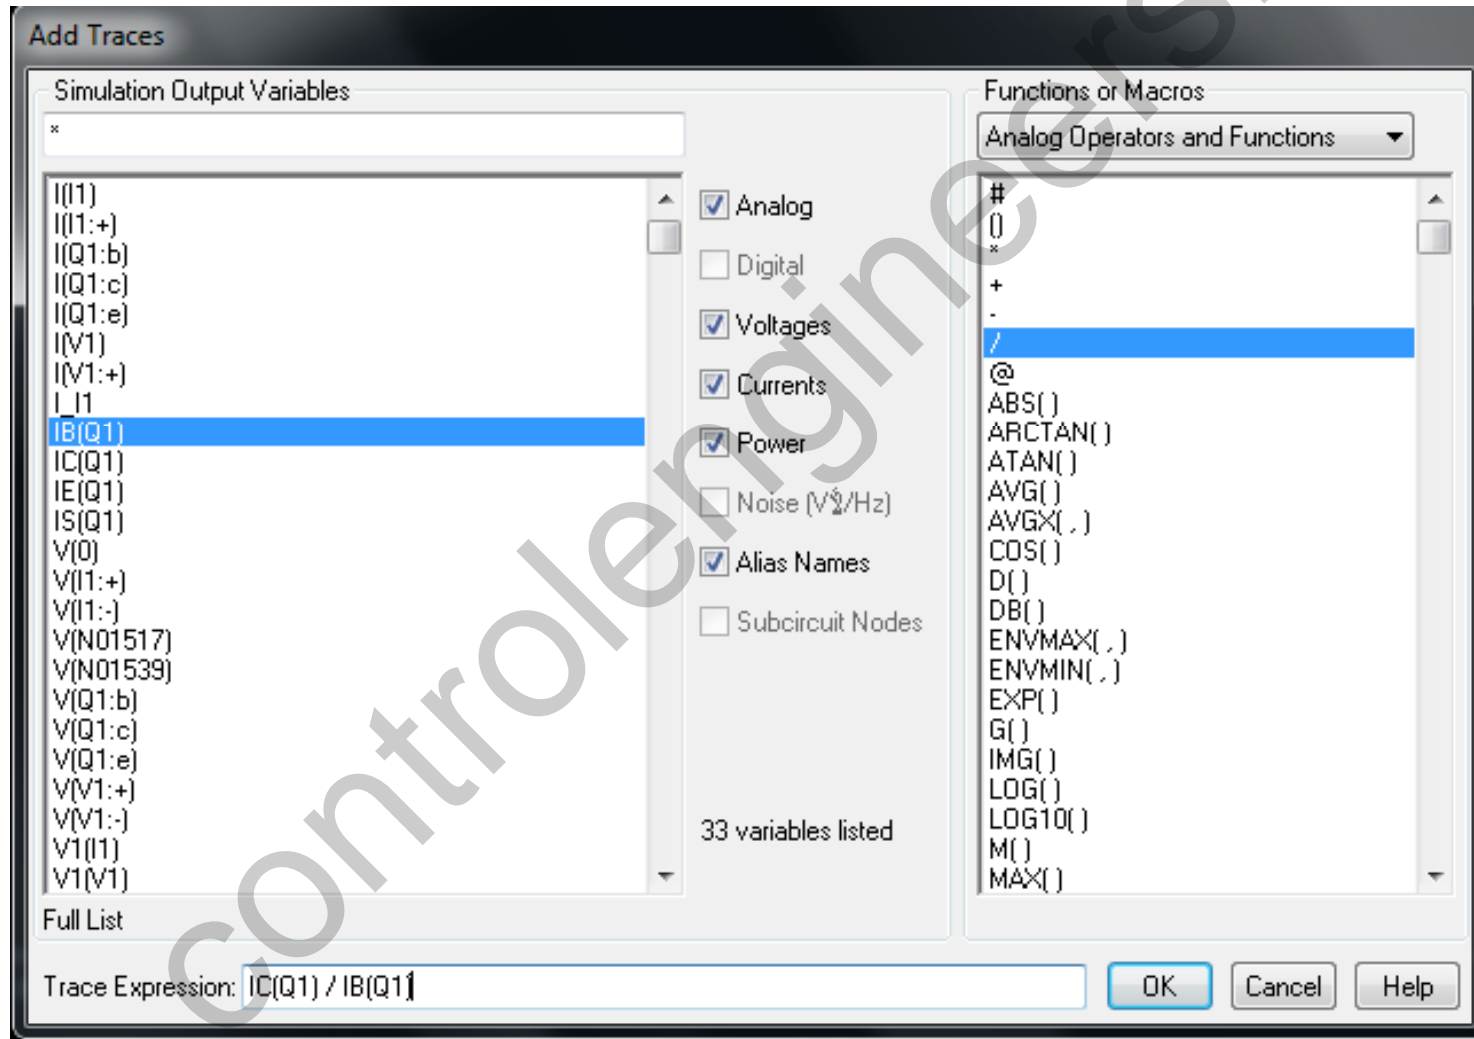 Add Traces
Simulation Output Variables
*
I(I1)
I(I1:+)
I(Q1:b)
I(Q1:c)
I(Q1:e)
I(V1)
I(V1:+)
I_I1
IB(Q1)
IC(Q1)
IE(Q1)
IS(Q1)
V(0)
V(I1:+)
V(I1:-)
V(N01517)
V(N01539)
V(Q1:b)
V(Q1:c)
V(Q1:e)
V(V1:+)
V(V1:-)
V1(I1)
V1(V1)
Full List
Analog
Digital
Voltages
Currents
Power
Noise (V²/Hz)
Alias Names
Subcircuit Nodes
33 variables listed
Functions or Macros
Analog Operators and Functions
#
()
*
+
-
/
@
ABS()
ARCTAN()
ATAN()
AVG()
AVGX(,)
COS()
D()
DB()
ENVMAX(,)
ENVMIN(,)
EXP()
G()
IMG()
LOG()
LOG10()
M()
MAX()
Trace Expression: IC(Q1) / IB(Q1)
OK Cancel Help
controlengineers